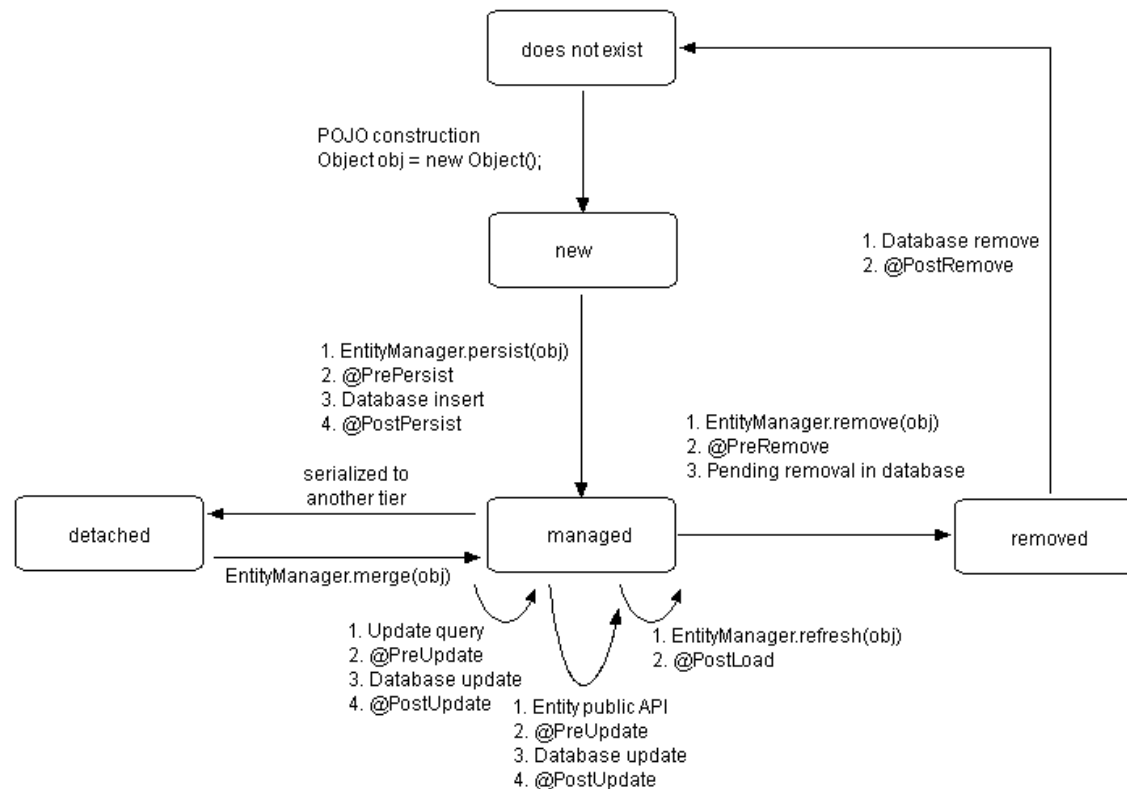 does not exist
POJO construction
Object obj = new Object();
new
1. Database remove
2. @PostRemove
1. EntityManager.persist(obj)
2. @PrePersist
3. Database insert
4. @PostPersist
1. EntityManager.remove(obj)
2. @PreRemove
3. Pending removal in database
serialized to
another tier
detached
managed
removed
EntityManager.merge(obj)
1. Update query
2. @PreUpdate
3. Database update
4. @PostUpdate
1. EntityManager.refresh(obj)
2. @PostLoad
1. Entity public API
2. @PreUpdate
3. Database update
4. @PostUpdate